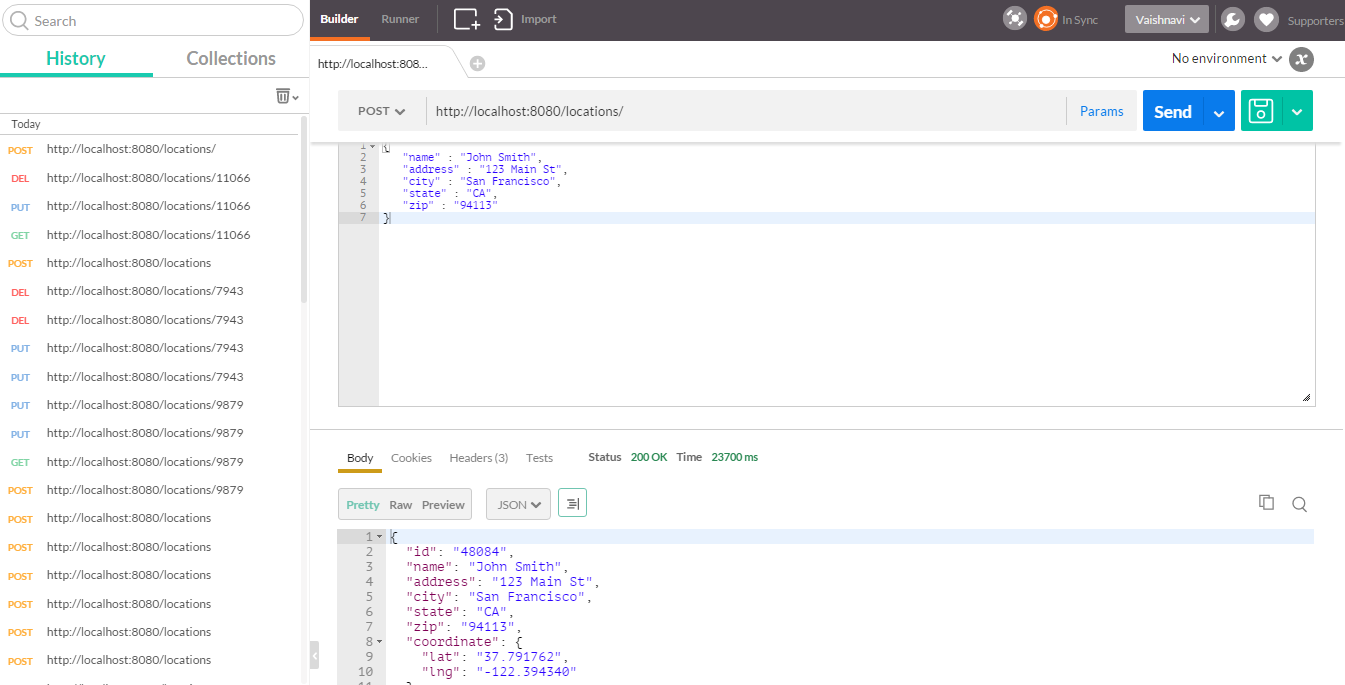 Search
History Collections
Today
POST http://localhost:8080/locations/
DEL http://localhost:8080/locations/11066
PUT http://localhost:8080/locations/11066
GET http://localhost:8080/locations/11066
POST http://localhost:8080/locations
DEL http://localhost:8080/locations/7943
DEL http://localhost:8080/locations/7943
PUT http://localhost:8080/locations/7943
PUT http://localhost:8080/locations/7943
PUT http://localhost:8080/locations/9879
PUT http://localhost:8080/locations/9879
GET http://localhost:8080/locations/9879
POST http://localhost:8080/locations/9879
POST http://localhost:8080/locations
POST http://localhost:8080/locations
POST http://localhost:8080/locations
POST http://localhost:8080/locations
POST http://localhost:8080/locations
POST http://localhost:8080/locations
Builder Runner Import In Sync Vaishnavi Supporters
http://localhost:808... No environment x
POST http://localhost:8080/locations/ Params Send
1 {
2 "name" : "John Smith",
3 "address" : "123 Main St",
4 "city" : "San Francisco",
5 "state" : "CA",
6 "zip" : "94113"
7 }
Body Cookies Headers (3) Tests Status 200 OK Time 23700 ms
Pretty Raw Preview JSON
1 {
2 "id": "48084",
3 "name": "John Smith",
4 "address": "123 Main St",
5 "city": "San Francisco",
6 "state": "CA",
7 "zip": "94113",
8 "coordinate": {
9 "lat": "37.791762",
10 "lng": "-122.394340"